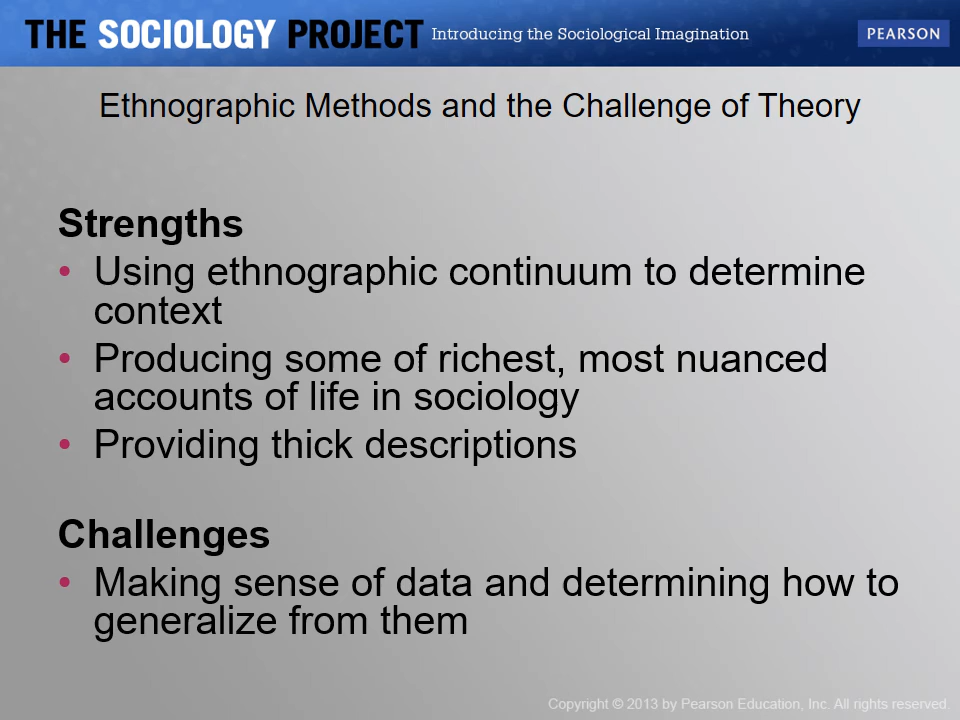 THE SOCIOLOGY PROJECT Introducing the Sociological Imagination PEARSON
Ethnographic Methods and the Challenge of Theory
Strengths
• Using ethnographic continuum to determine
context
• Producing some of richest, most nuanced
accounts of life in sociology
• Providing thick descriptions
Challenges
• Making sense of data and determining how to
generalize from them
Copyright © 2013 by Pearson Education, Inc. All rights reserved.